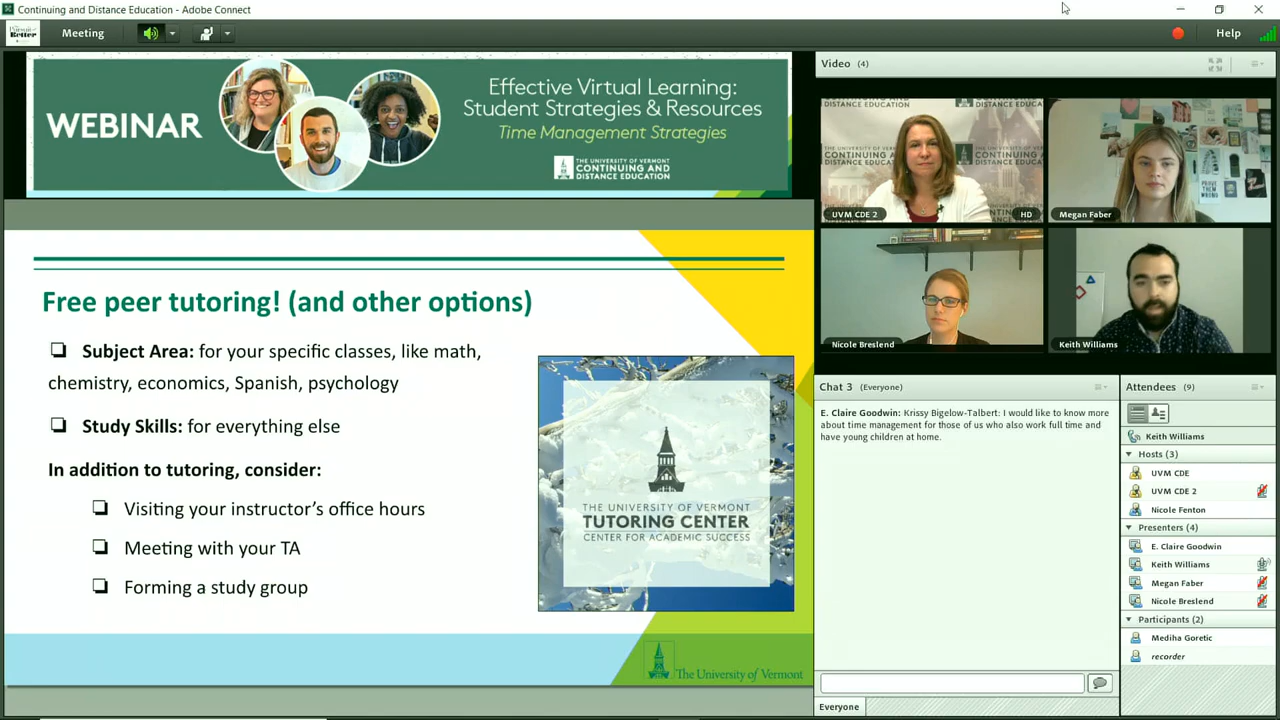 Continuing and Distance Education - Adobe Connect
Pursuit of
Better
Meeting
Help
WEBINAR
Effective Virtual Learning:
Student Strategies & Resources
Time Management Strategies
THE UNIVERSITY OF VERMONT
CONTINUING AND
DISTANCE EDUCATION
Free peer tutoring! (and other options)
Subject Area: for your specific classes, like math,
chemistry, economics, Spanish, psychology
Study Skills: for everything else
In addition to tutoring, consider:
Visiting your instructor's office hours
Meeting with your TA
Forming a study group
THE UNIVERSITY OF VERMONT
TUTORING CENTER
CENTER FOR ACADEMIC SUCCESS
The University of Vermont
Video (4)
DISTANCE EDUCATION
UVM CDE 2
HD
Megan Faber
PROVE
THEM
WRONG
Nicole Breslend
Keith Williams
Chat 3 (Everyone)
E. Claire Goodwin: Krissy Bigelow-Talbert: I would like to know more
about time management for those of us who also work full time and
have young children at home.
Everyone
Attendees (9)
Keith Williams
Hosts (3)
UVM CDE
UVM CDE 2
Nicole Fenton
Presenters (4)
E. Claire Goodwin
Keith Williams
Megan Faber
Nicole Breslend
Participants (2)
Mediha Goretic
recorder